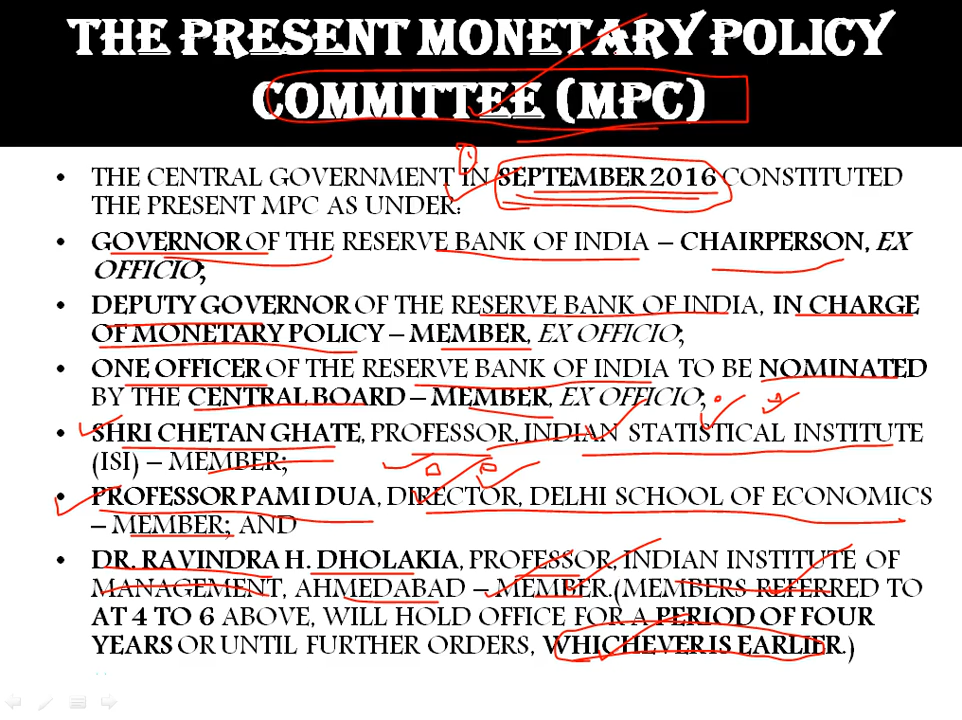 THE PRESENT MONETARY POLICY
COMMITTEE (MPC)
• THE CENTRAL GOVERNMENT IN SEPTEMBER 2016 CONSTITUTED
THE PRESENT MPC AS UNDER:
• GOVERNOR OF THE RESERVE BANK OF INDIA – CHAIRPERSON, EX
OFFICIO;
• DEPUTY GOVERNOR OF THE RESERVE BANK OF INDIA, IN CHARGE
OF MONETARY POLICY – MEMBER, EX OFFICIO;
• ONE OFFICER OF THE RESERVE BANK OF INDIA TO BE NOMINATED
BY THE CENTRAL BOARD – MEMBER, EX OFFICIO;
• SHRI CHETAN GHATE, PROFESSOR, INDIAN STATISTICAL INSTITUTE
(ISI) – MEMBER;
• PROFESSOR PAMI DUA, DIRECTOR, DELHI SCHOOL OF ECONOMICS
– MEMBER; AND
• DR. RAVINDRA H. DHOLAKIA, PROFESSOR, INDIAN INSTITUTE OF
MANAGEMENT, AHMEDABAD – MEMBER.(MEMBERS REFERRED TO
AT 4 TO 6 ABOVE, WILL HOLD OFFICE FOR A PERIOD OF FOUR
YEARS OR UNTIL FURTHER ORDERS, WHICHEVER IS EARLIER.)